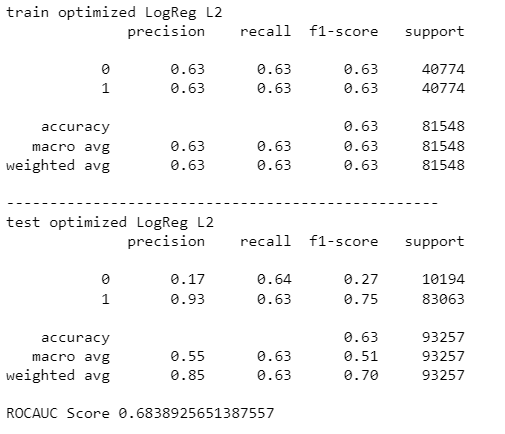 train optimized LogReg L2
precision recall f1-score support
0 0.63 0.63 0.63 40774
1 0.63 0.63 0.63 40774
accuracy 0.63 81548
macro avg 0.63 0.63 0.63 81548
weighted avg 0.63 0.63 0.63 81548
--------------------------------------------------
test optimized LogReg L2
precision recall f1-score support
0 0.17 0.64 0.27 10194
1 0.93 0.63 0.75 83063
accuracy 0.63 93257
macro avg 0.55 0.63 0.51 93257
weighted avg 0.85 0.63 0.70 93257
ROCAUC Score 0.6838925651387557